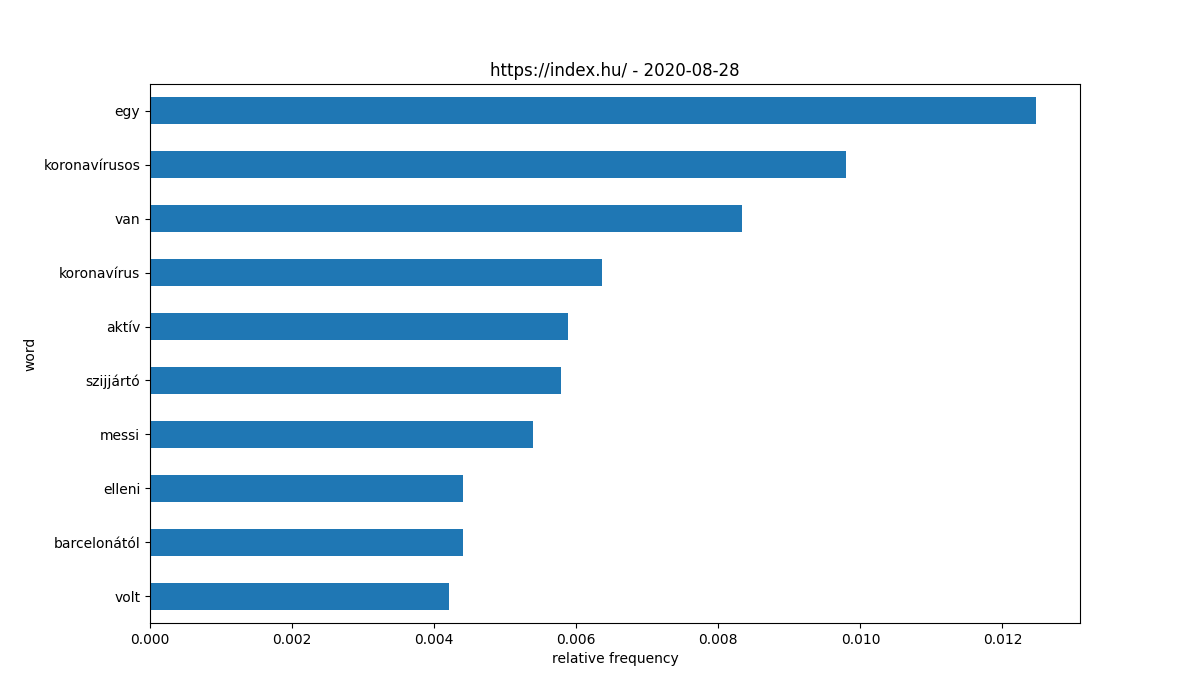 https://index.hu/ - 2020-08-28
egy
koronavírusos
van
koronavírus
aktív
szijjártó
messi
elleni
barcelonától
volt
word
0.000 0.002 0.004 0.006 0.008 0.010 0.012
relative frequency